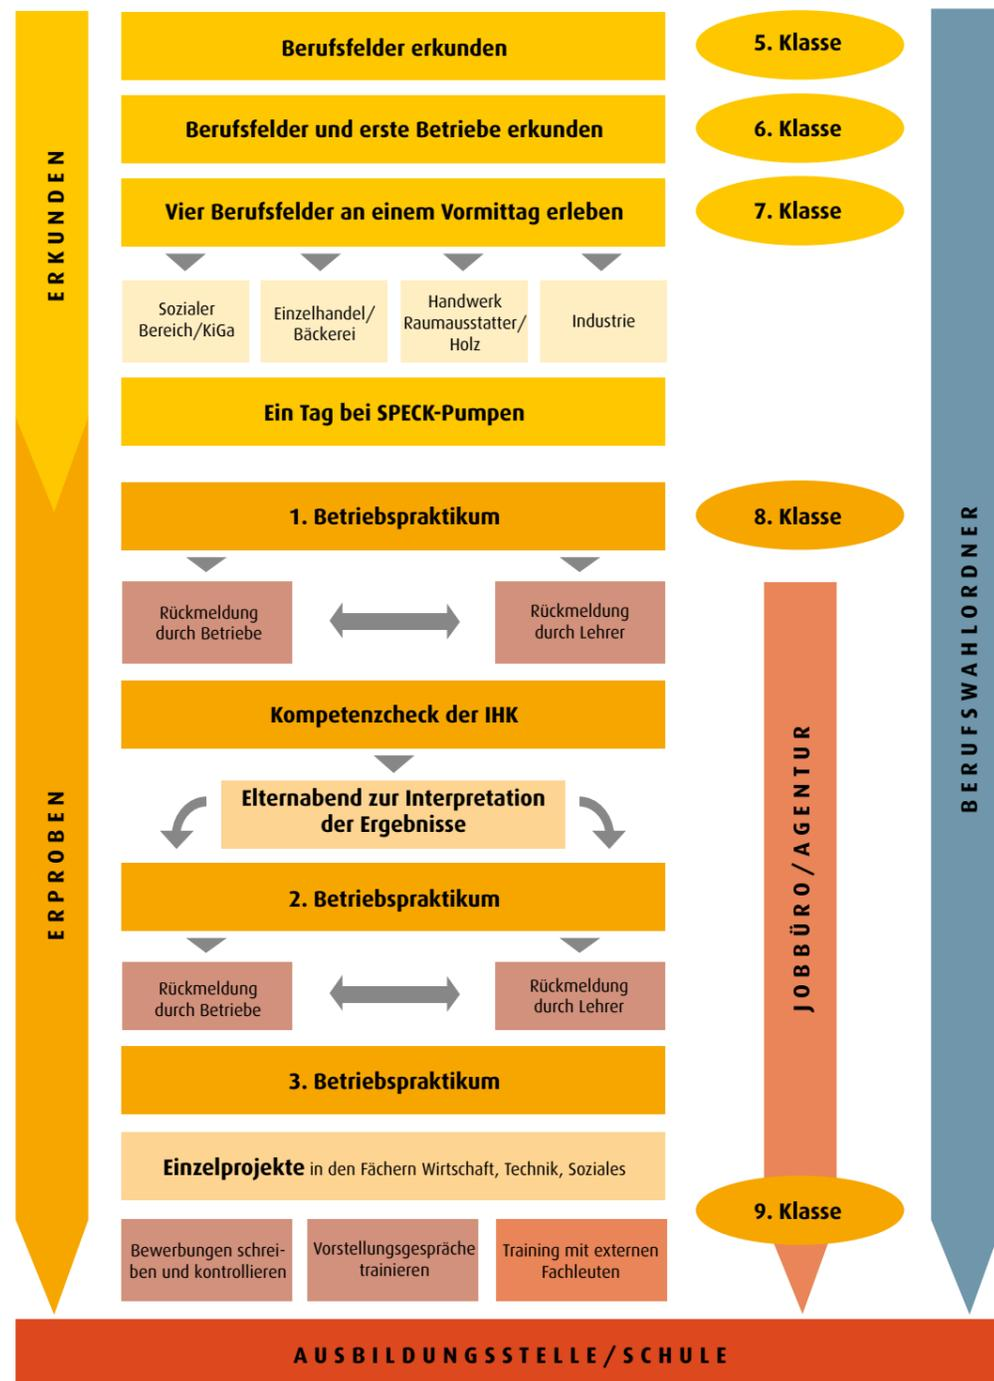 Berufsfelder erkunden
5. Klasse
Berufsfelder und erste Betriebe erkunden
6. Klasse
ERKUNDEN
Vier Berufsfelder an einem Vormittag erleben
7. Klasse
Sozialer
Bereich/KiGa
Einzelhandel/
Bäckerei
Handwerk
Raumausstatter/
Holz
Industrie
Ein Tag bei SPECK-Pumpen
1. Betriebspraktikum
8. Klasse
Rückmeldung
durch Betriebe
Rückmeldung
durch Lehrer
Kompetenzcheck der IHK
BERUFSWAHLORDNER
ERPROBEN
Elternabend zur Interpretation
der Ergebnisse
JOBBÜRO/AGENTUR
2. Betriebspraktikum
Rückmeldung
durch Betriebe
Rückmeldung
durch Lehrer
3. Betriebspraktikum
Einzelprojekte in den Fächern Wirtschaft, Technik, Soziales
9. Klasse
Bewerbungen schrei-
ben und kontrollieren
Vorstellungsgespräche
trainieren
Training mit externen
Fachleuten
AUSBILDUNGSSTELLE/SCHULE